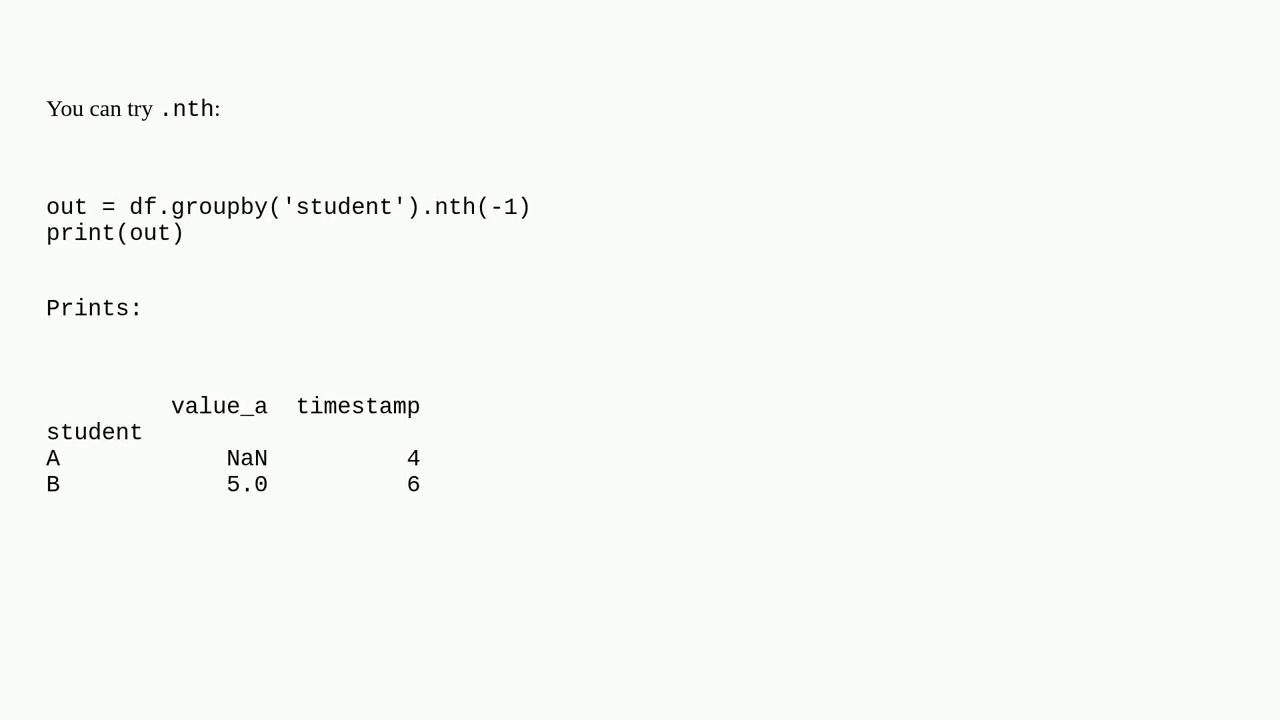 You can try .nth:
out = df.groupby('student').nth(-1)
print(out)
Prints:
         value_a  timestamp
student
A            NaN          4
B            5.0          6